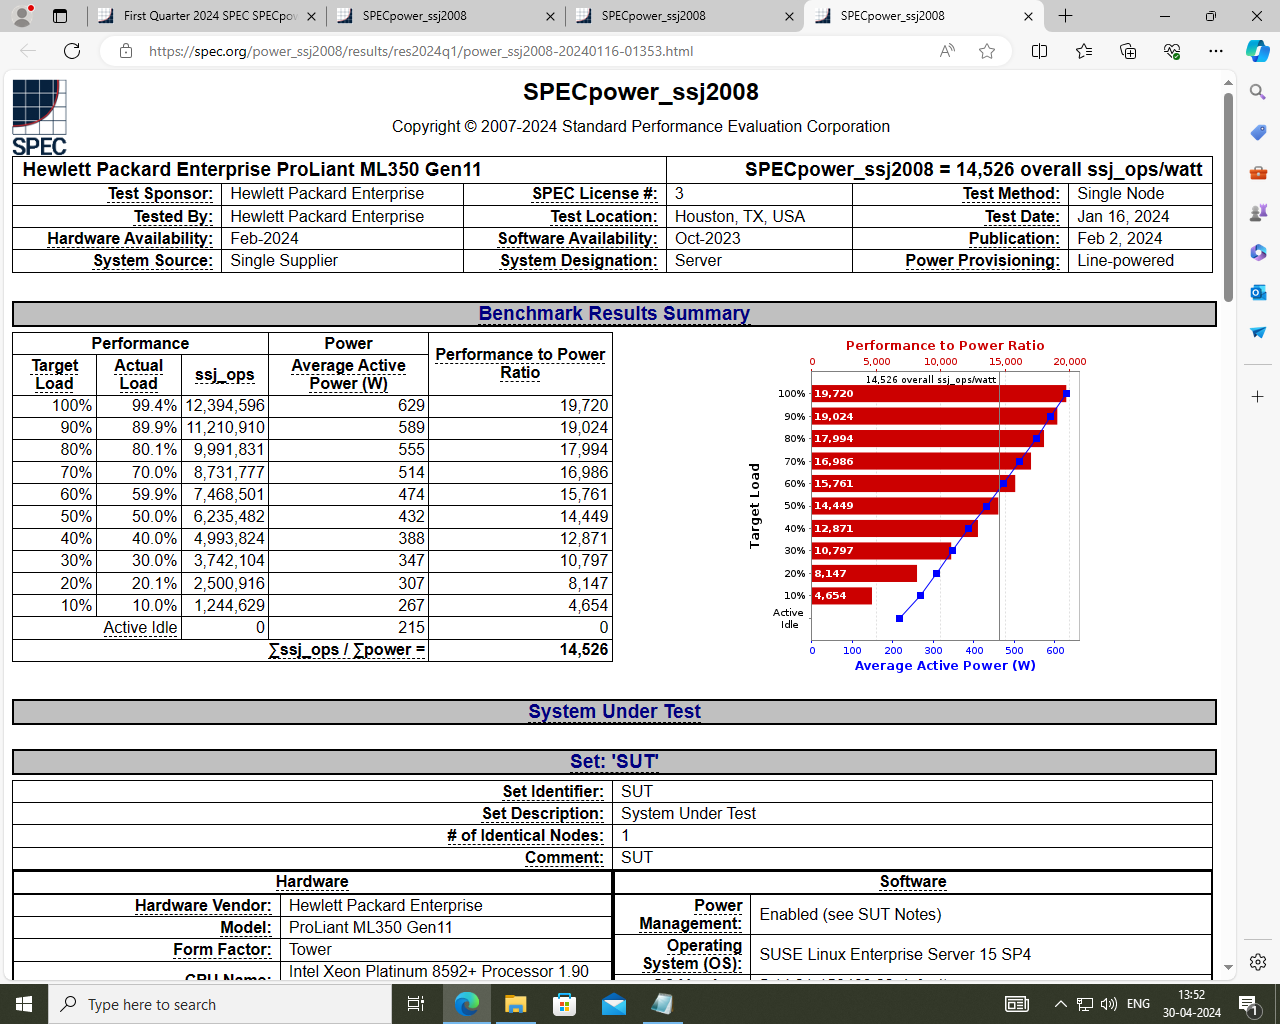 First Quarter 2024 SPEC SPECpow
SPECpower_ssj2008
SPECpower_ssj2008
SPECpower_ssj2008
https://spec.org/power_ssj2008/results/res2024q1/power_ssj2008-20240116-01353.html
SPEC
SPECpower_ssj2008
Copyright © 2007-2024 Standard Performance Evaluation Corporation
Hewlett Packard Enterprise ProLiant ML350 Gen11 SPECpower_ssj2008 = 14,526 overall ssj_ops/watt
Test Sponsor: Hewlett Packard Enterprise SPEC License #: 3 Test Method: Single Node
Tested By: Hewlett Packard Enterprise Test Location: Houston, TX, USA Test Date: Jan 16, 2024
Hardware Availability: Feb-2024 Software Availability: Oct-2023 Publication: Feb 2, 2024
System Source: Single Supplier System Designation: Server Power Provisioning: Line-powered
Benchmark Results Summary
Performance Power Performance to Power Ratio
Target Load Actual Load ssj_ops Average Active Power (W)
100% 99.4% 12,394,596 629 19,720
90% 89.9% 11,210,910 589 19,024
80% 80.1% 9,991,831 555 17,994
70% 70.0% 8,731,777 514 16,986
60% 59.9% 7,468,501 474 15,761
50% 50.0% 6,235,482 432 14,449
40% 40.0% 4,993,824 388 12,871
30% 30.0% 3,742,104 347 10,797
20% 20.1% 2,500,916 307 8,147
10% 10.0% 1,244,629 267 4,654
Active Idle 0 215 0
∑ssj_ops / ∑power = 14,526
Performance to Power Ratio
0 5,000 10,000 15,000 20,000
14,526 overall ssj_ops/watt
Target Load
100% 19,720
90% 19,024
80% 17,994
70% 16,986
60% 15,761
50% 14,449
40% 12,871
30% 10,797
20% 8,147
10% 4,654
Active
Idle
0 100 200 300 400 500 600
Average Active Power (W)
System Under Test
Set: 'SUT'
Set Identifier: SUT
Set Description: System Under Test
# of Identical Nodes: 1
Comment: SUT
Hardware
Hardware Vendor: Hewlett Packard Enterprise
Model: ProLiant ML350 Gen11
Form Factor: Tower
CPU Name: Intel Xeon Platinum 8592+ Processor 1.90
Software
Power Management: Enabled (see SUT Notes)
Operating System (OS): SUSE Linux Enterprise Server 15 SP4
Type here to search
ENG
13:52
30-04-2024
1